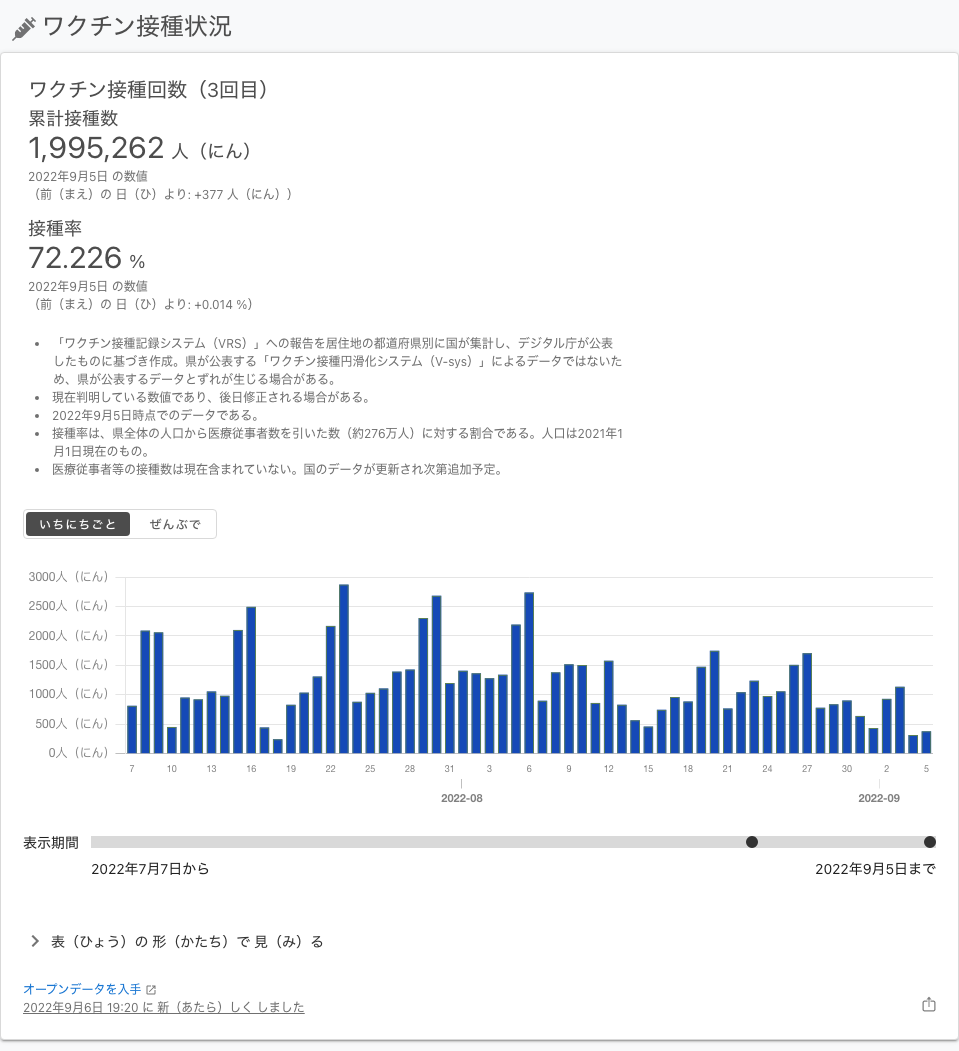 ワクチン接種状況
ワクチン接種回数（3回目）
累計接種数
1,995,262 人（にん）
2022年9月5日 の数値
（前（まえ）の 日（ひ）より: +377 人（にん））
接種率
72.226 %
2022年9月5日 の数値
（前（まえ）の 日（ひ）より: +0.014 %）
「ワクチン接種記録システム（VRS）」への報告を居住地の都道府県別に国が集計し、デジタル庁が公表
したものに基づき作成。県が公表する「ワクチン接種円滑化システム（V-sys）」によるデータではないた
め、県が公表するデータとずれが生じる場合がある。
現在判明している数値であり、後日修正される場合がある。
2022年9月5日時点でのデータである。
接種率は、県全体の人口から医療従事者数を引いた数（約276万人）に対する割合である。人口は2021年1
月1日現在のもの。
医療従事者等の接種数は現在含まれていない。国のデータが更新され次第追加予定。
いちにちごと ぜんぶで
3000人（にん）
2500人（にん）
2000人（にん）
1500人（にん）
1000人（にん）
500人（にん）
0人（にん）
7 10 13 16 19 22 25 28 31 3 6 9 12 15 18 21 24 27 30 2 5
2022-08 2022-09
表示期間
2022年7月7日から 2022年9月5日まで
表（ひょう）の 形（かたち）で 見（み）る
オープンデータを入手
2022年9月6日 19:20 に 新（あたら）しく しました